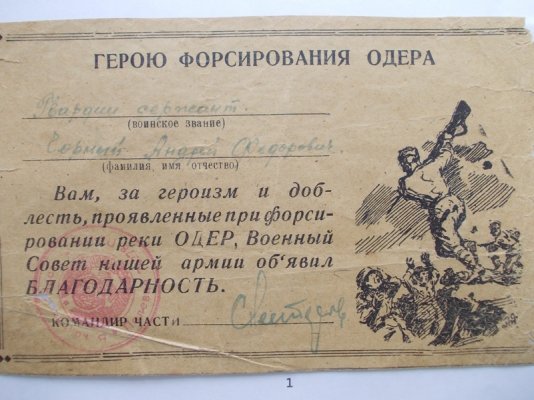 ГЕРОЮ ФОРСИРОВАНИЯ ОДЕРА
Гвардии сержант.
(воинское звание)
Чорный Андрей Федорович
(фамилия, имя отчество)
Вам, за героизм и доб-
лесть, проявленные при форси-
ровании реки ОДЕР, Военный
Совет нашей армии об'явил
БЛАГОДАРНОСТЬ.
КОМАНДИР ЧАСТИ
1